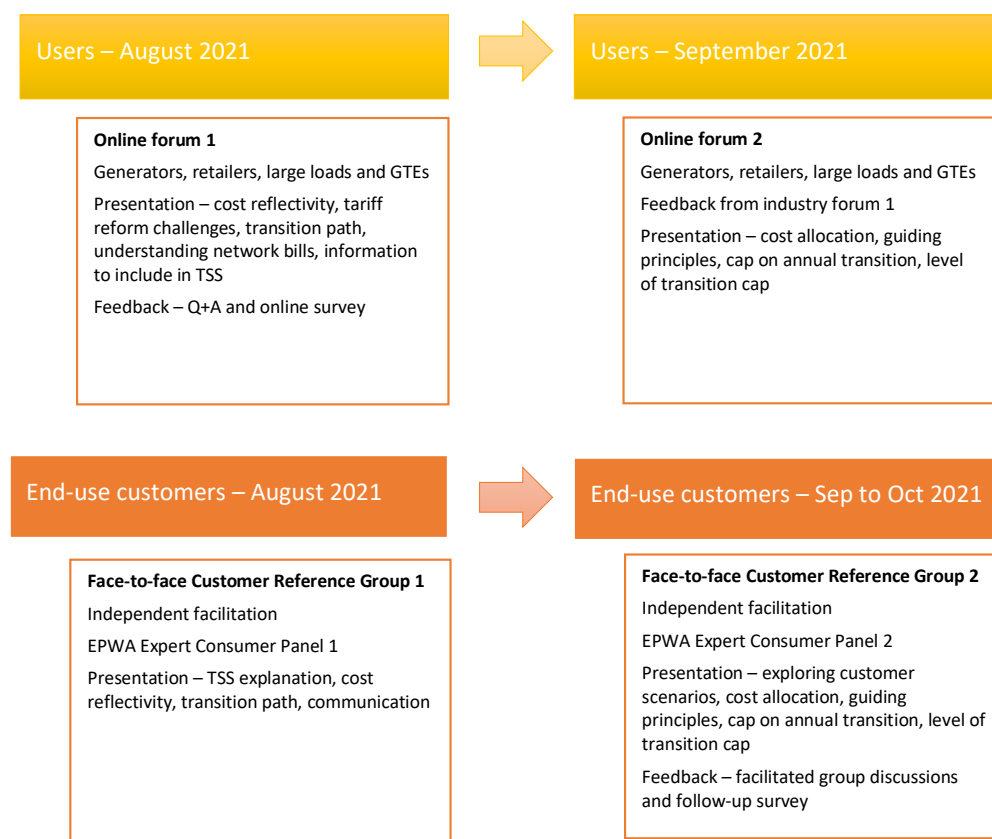 Users – August 2021
Users – September 2021
Online forum 1
Generators, retailers, large loads and GTEs
Presentation – cost reflectivity, tariff
reform challenges, transition path,
understanding network bills, information
to include in TSS
Feedback – Q+A and online survey
Online forum 2
Generators, retailers, large loads and GTEs
Feedback from industry forum 1
Presentation – cost allocation, guiding
principles, cap on annual transition, level
of transition cap
End-use customers – August 2021
End-use customers – Sep to Oct 2021
Face-to-face Customer Reference Group 1
Independent facilitation
EPWA Expert Consumer Panel 1
Presentation – TSS explanation, cost
reflectivity, transition path, communication
Face-to-face Customer Reference Group 2
Independent facilitation
EPWA Expert Consumer Panel 2
Presentation – exploring customer
scenarios, cost allocation, guiding
principles, cap on annual transition, level of
transition cap
Feedback – facilitated group discussions
and follow-up survey